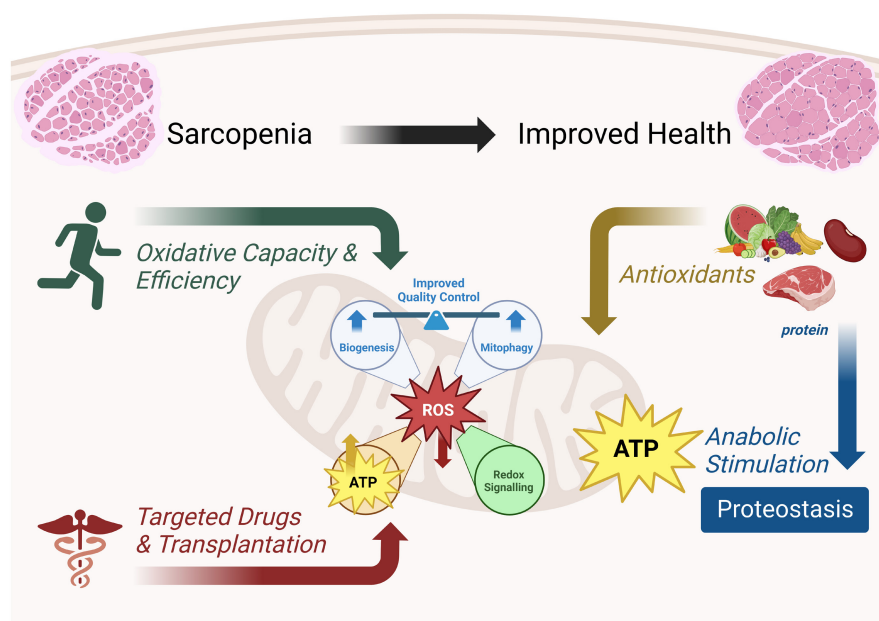 Sarcopenia
Improved Health
Oxidative Capacity &
Efficiency
Antioxidants
Improved
Quality Control
Biogenesis
Mitophagy
protein
ROS
ATP
Redox
Signalling
ATP
Anabolic
Stimulation
Proteostasis
Targeted Drugs
& Transplantation